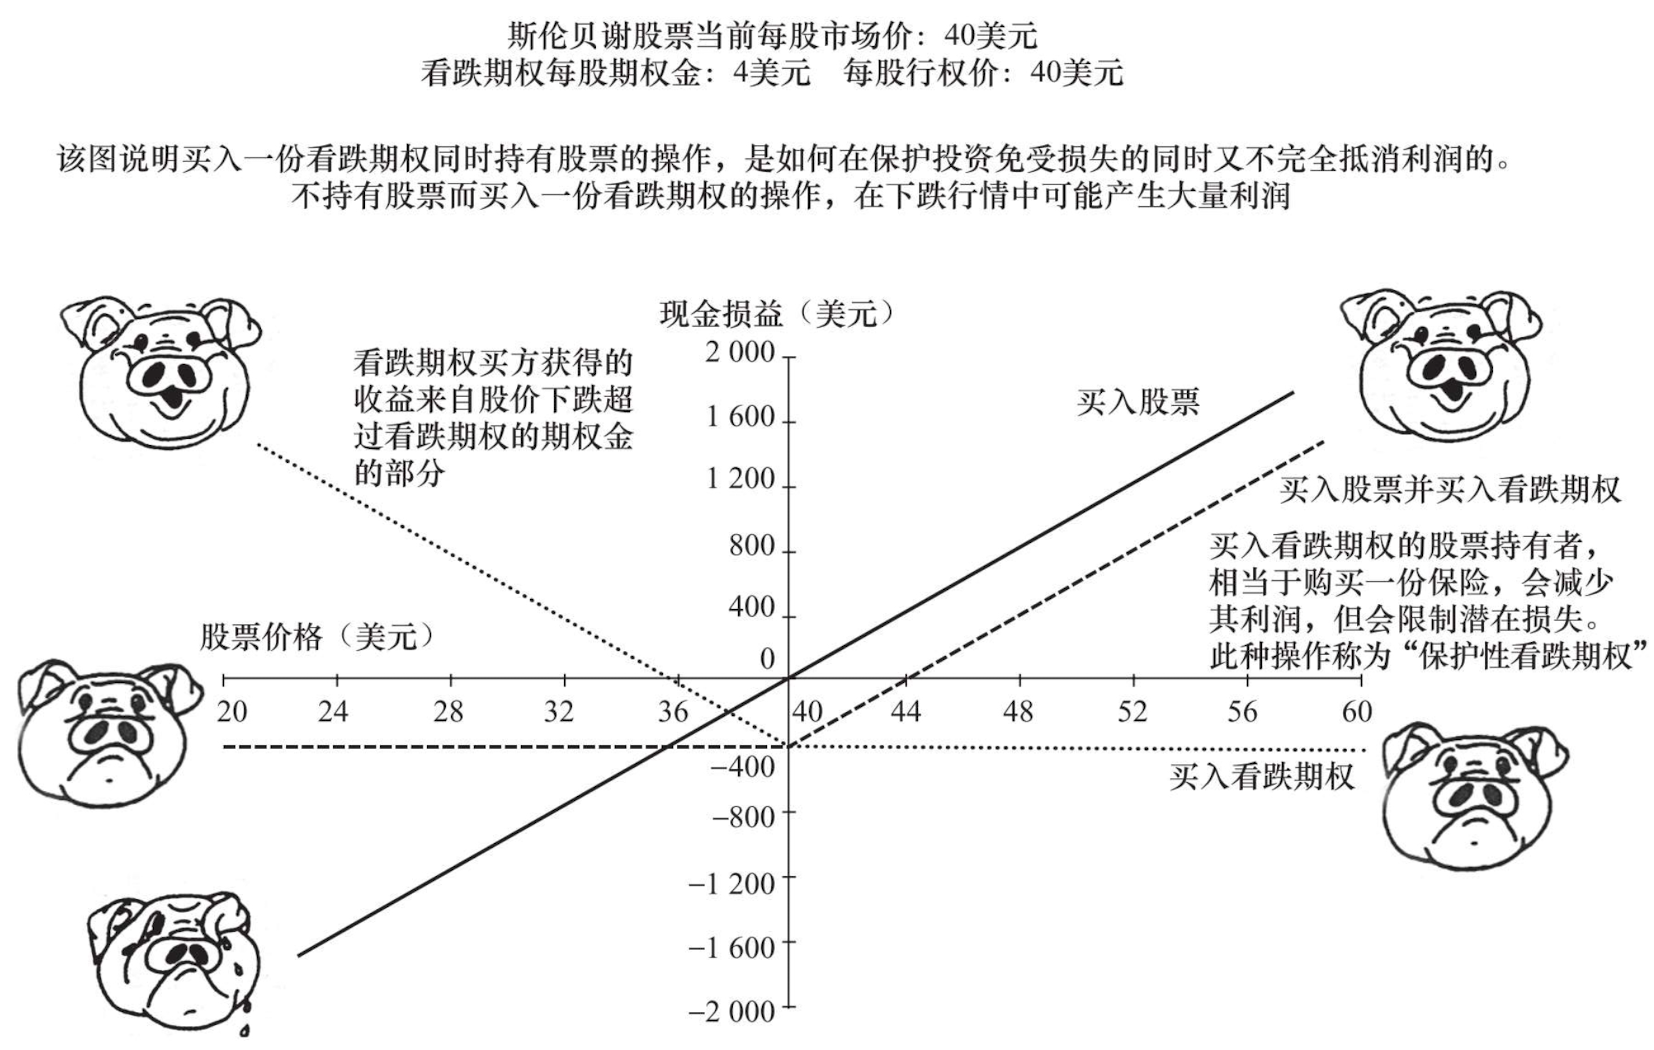 斯伦贝谢股票当前每股市场价：40美元
看跌期权每股期权金：4美元　每股行权价：40美元
该图说明买入一份看跌期权同时持有股票的操作，是如何在保护投资免受损失的同时又不完全抵消利润的。
不持有股票而买入一份看跌期权的操作，在下跌行情中可能产生大量利润
现金损益（美元）
看跌期权买方获得的
收益来自股价下跌超
过看跌期权的期权金
的部分
2 000
1 600
1 200
800
400
0
买入股票
买入股票并买入看跌期权
买入看跌期权的股票持有者，
相当于购买一份保险，会减少
其利润，但会限制潜在损失。
此种操作称为“保护性看跌期权”
股票价格（美元）
20 24 28 32 36 40 44 48 52 56 60
买入看跌期权
−400
−800
−1 200
−1 600
−2 000